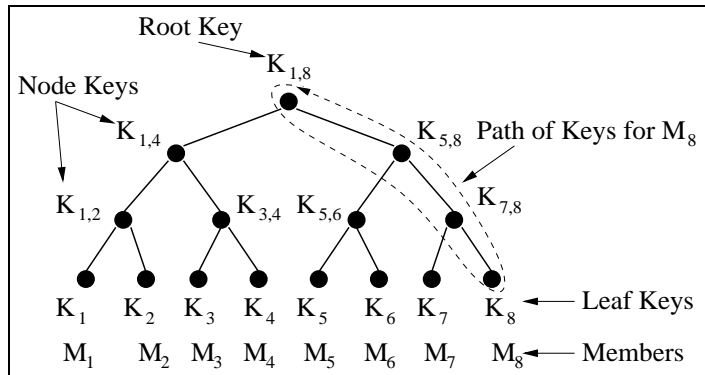 Root Key
K1,8
Node Keys
K1,4
K5,8
Path of Keys for M8
K1,2
K3,4
K5,6
K7,8
K1 K2 K3 K4 K5 K6 K7 K8 Leaf Keys
M1 M2 M3 M4 M5 M6 M7 M8 Members